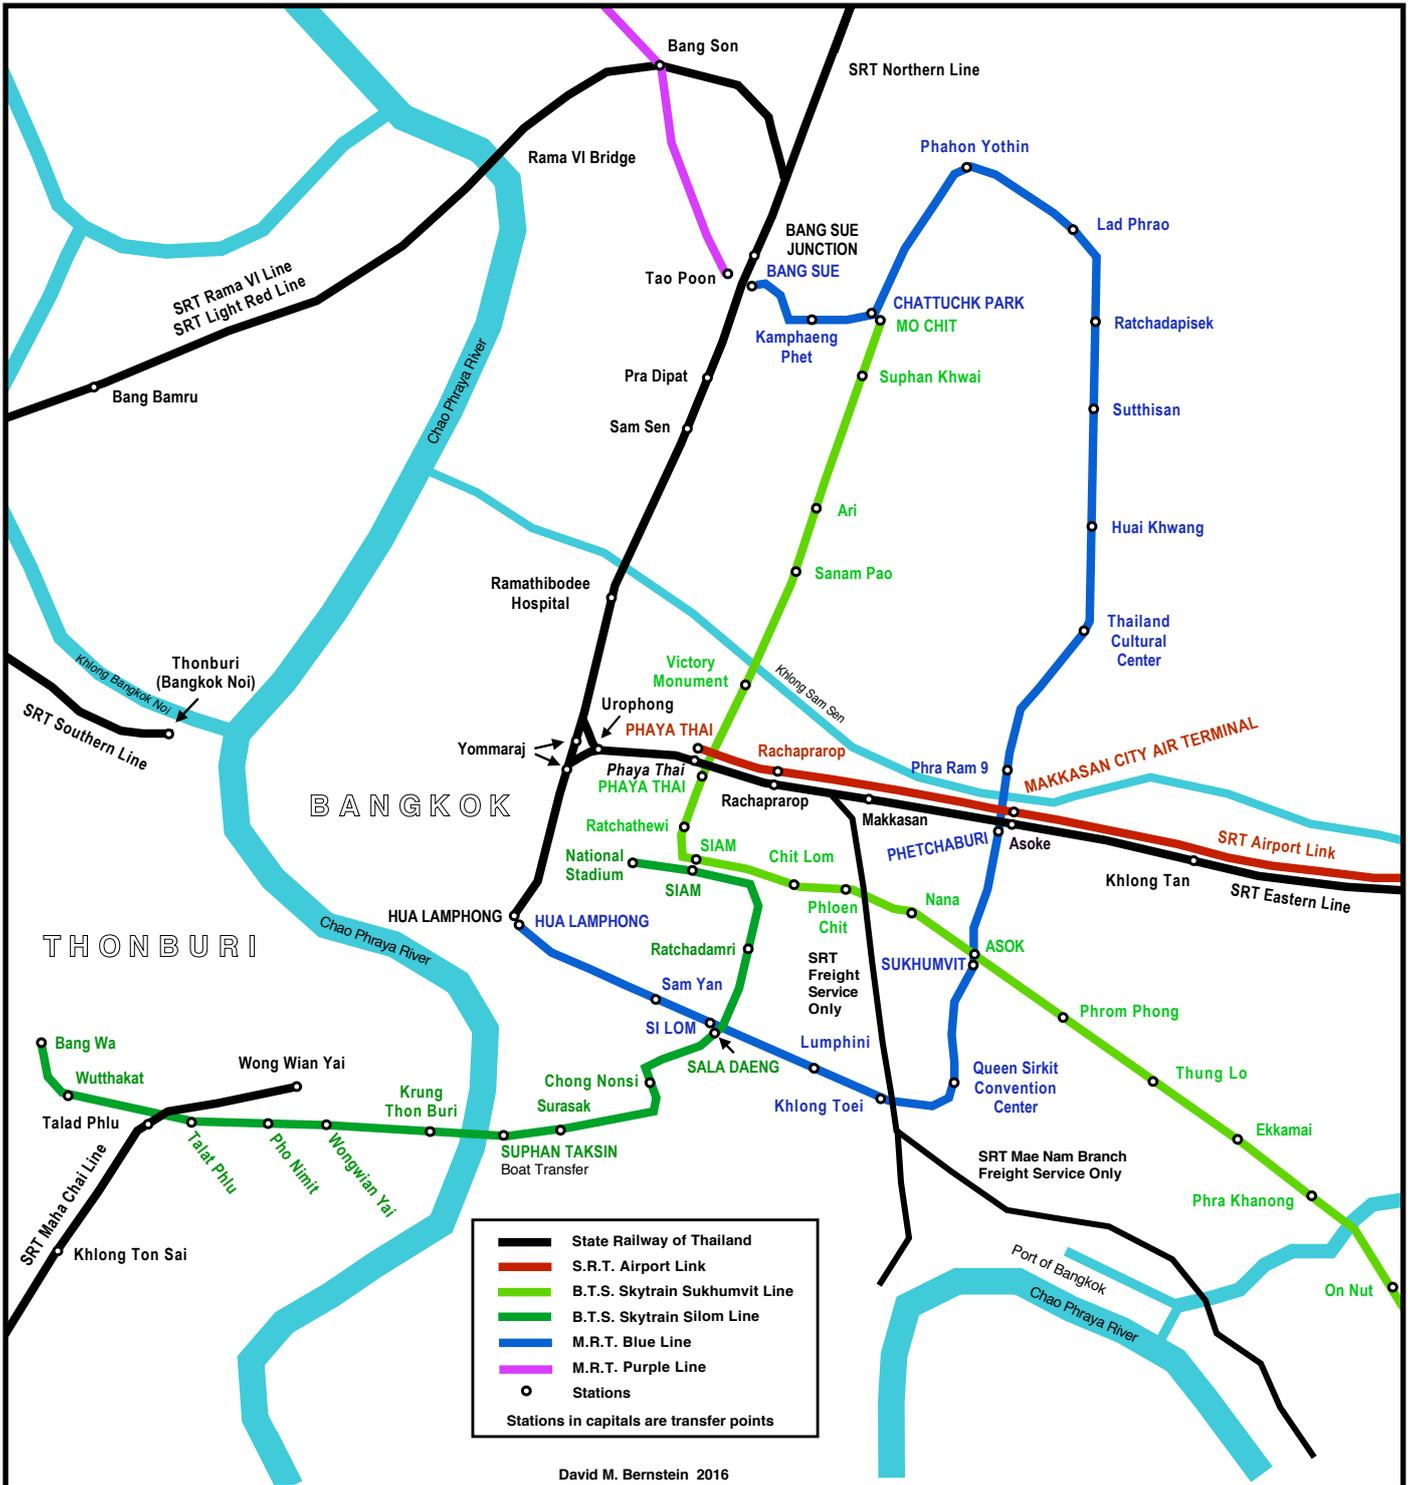 Bang Son
SRT Northern Line
Rama VI Bridge
Phahon Yothin
Lad Phrao
BANG SUE
JUNCTION
BANG SUE
Tao Poon
SRT Rama VI Line
SRT Light Red Line
CHATTUCHK PARK
MO CHIT
Kamphaeng
Phet
Ratchadapisek
Chao Phraya River
Pra Dipat
Suphan Khwai
Bang Bamru
Sutthisan
Sam Sen
Ari
Huai Khwang
Sanam Pao
Ramathibodee
Hospital
Thailand
Cultural
Center
Khlong Bangkok Noi
Thonburi
(Bangkok Noi)
Victory
Monument
Khlong Sam Sen
SRT Southern Line
Urophong
PHAYA THAI
Yommaraj
Rachaprarop
MAKKASAN CITY AIR TERMINAL
Phaya Thai
PHAYA THAI
Phra Ram 9
BANGKOK
Rachaprarop
Makkasan
Ratchathewi
PHETCHABURI
Asoke
SRT Airport Link
National
Stadium
SIAM
Chit Lom
SIAM
Khlong Tan
SRT Eastern Line
HUA LAMPHONG
HUA LAMPHONG
Phloen
Chit
Nana
THONBURI
Chao Phraya River
Ratchadamri
ASOK
SUKHUMVIT
SRT
Freight
Service
Only
Sam Yan
SI LOM
Phrom Phong
Bang Wa
Lumphini
Wong Wian Yai
SALA DAENG
Wutthakat
Chong Nonsi
Queen Sirkit
Convention
Center
Thung Lo
Krung
Thon Buri
Surasak
Khlong Toei
Talad Phlu
Ekkamai
Talat Phlu
Pho Nimit
Wongwian Yai
SUPHAN TAKSIN
Boat Transfer
SRT Mae Nam Branch
Freight Service Only
SRT Maha Chai Line
Phra Khanong
Khlong Ton Sai
Port of Bangkok
On Nut
Chao Phraya River
State Railway of Thailand
S.R.T. Airport Link
B.T.S. Skytrain Sukhumvit Line
B.T.S. Skytrain Silom Line
M.R.T. Blue Line
M.R.T. Purple Line
Stations
Stations in capitals are transfer points
David M. Bernstein 2016